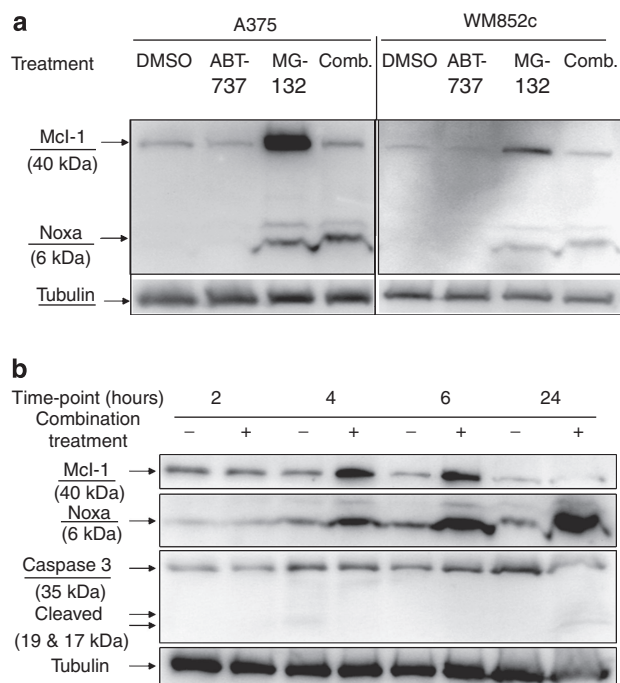 a
A375
WM852c
Treatment
DMSO ABT-737 MG-132 Comb. DMSO ABT-737 MG-132 Comb.
Mcl-1
(40 kDa)
Noxa
(6 kDa)
Tubulin
b
Time-point (hours) 2 4 6 24
Combination treatment − + − + − + − +
Mcl-1
(40 kDa)
Noxa
(6 kDa)
Caspase 3
(35 kDa)
Cleaved
(19 & 17 kDa)
Tubulin